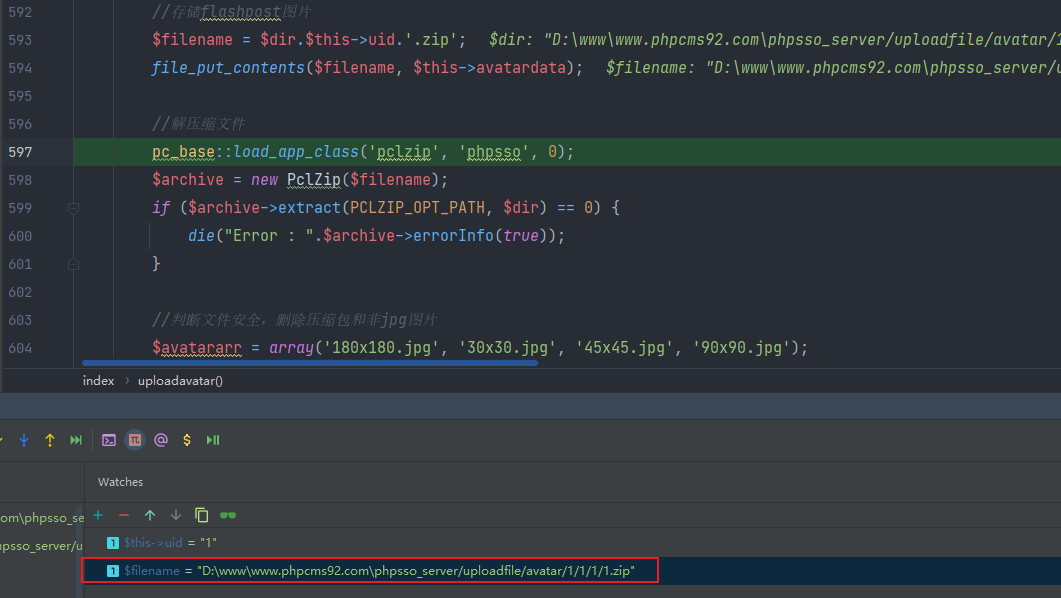 592 //存储flashpost图片
593 $filename = $dir.$this->uid.'.zip'; $dir: "D:\www\www.phpcms92.com\phpsso_server/uploadfile/avatar/1
594 file_put_contents($filename, $this->avatardata); $filename: "D:\www\www.phpcms92.com\phpsso_server/u
595
596 //解压缩文件
597 pc_base::load_app_class('pclzip', 'phpsso', 0);
598 $archive = new PclZip($filename);
599 if ($archive->extract(PCLZIP_OPT_PATH, $dir) == 0) {
600 die("Error : ".$archive->errorInfo(true));
601 }
602
603 //判断文件安全，删除压缩包和非jpg图片
604 $avatararr = array('180x180.jpg', '30x30.jpg', '45x45.jpg', '90x90.jpg');
index › uploadavatar()
Watches
om\phpsso_se
hpsso_server/u
$this->uid = "1"
$filename = "D:\www\www.phpcms92.com\phpsso_server/uploadfile/avatar/1/1/1/1.zip"